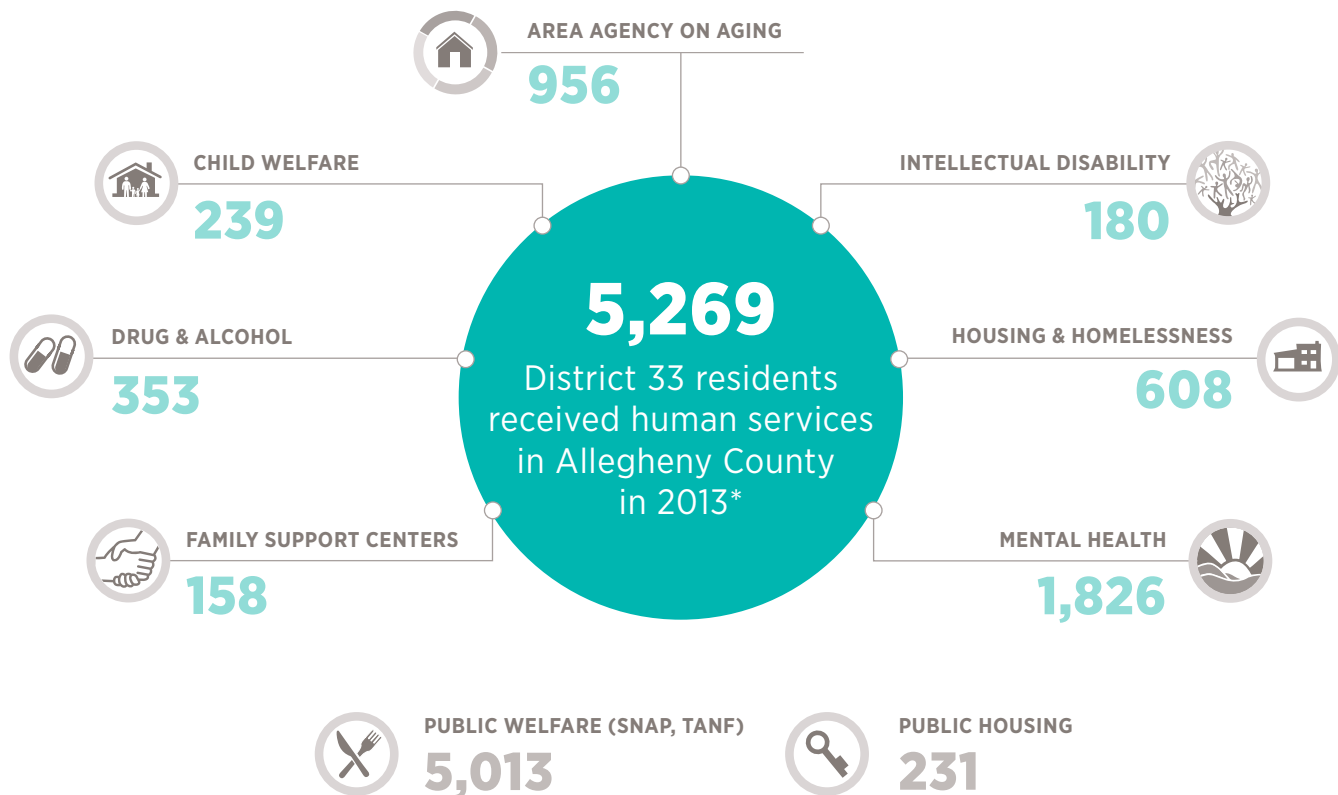 AREA AGENCY ON AGING
956
CHILD WELFARE
239
INTELLECTUAL DISABILITY
180
5,269
District 33 residents
received human services
in Allegheny County
in 2013*
DRUG & ALCOHOL
353
HOUSING & HOMELESSNESS
608
FAMILY SUPPORT CENTERS
158
MENTAL HEALTH
1,826
PUBLIC WELFARE (SNAP, TANF)
5,013
PUBLIC HOUSING
231